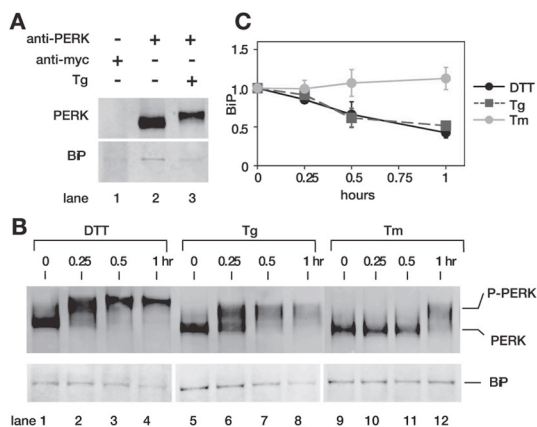 A
anti-PERK - + +
anti-myc + - -
Tg - - +
PERK
BiP
lane 1 2 3
C
1.5
1.0
0.5
0
BiP
0 0.25 0.5 0.75 1
hours
DTT
Tg
Tm
B
DTT Tg Tm
0 0.25 0.5 1 hr 0 0.25 0.5 1 hr 0 0.25 0.5 1 hr
P-PERK
PERK
BiP
lane 1 2 3 4 5 6 7 8 9 10 11 12